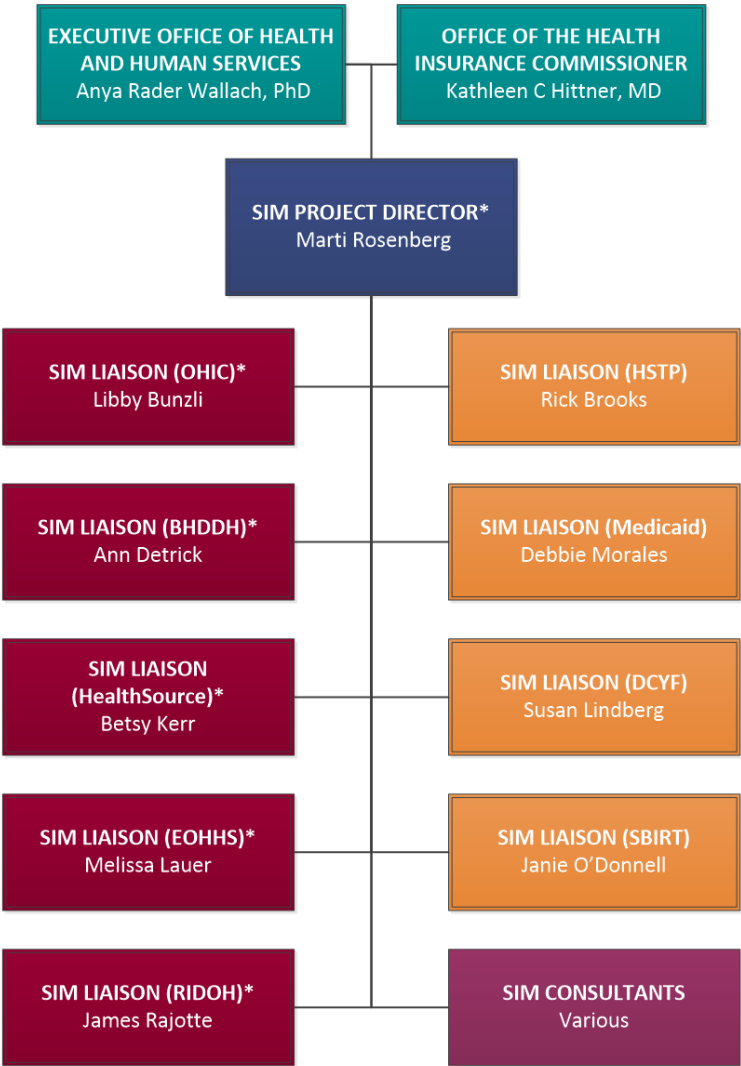 EXECUTIVE OFFICE OF HEALTH
AND HUMAN SERVICES
Anya Rader Wallach, PhD
OFFICE OF THE HEALTH
INSURANCE COMMISSIONER
Kathleen C Hittner, MD
SIM PROJECT DIRECTOR*
Marti Rosenberg
SIM LIAISON (OHIC)*
Libby Bunzli
SIM LIAISON (HSTP)
Rick Brooks
SIM LIAISON (BHDDH)*
Ann Detrick
SIM LIAISON (Medicaid)
Debbie Morales
SIM LIAISON
(HealthSource)*
Betsy Kerr
SIM LIAISON (DCYF)
Susan Lindberg
SIM LIAISON (EOHHS)*
Melissa Lauer
SIM LIAISON (SBIRT)
Janie O’Donnell
SIM LIAISON (RIDOH)*
James Rajotte
SIM CONSULTANTS
Various